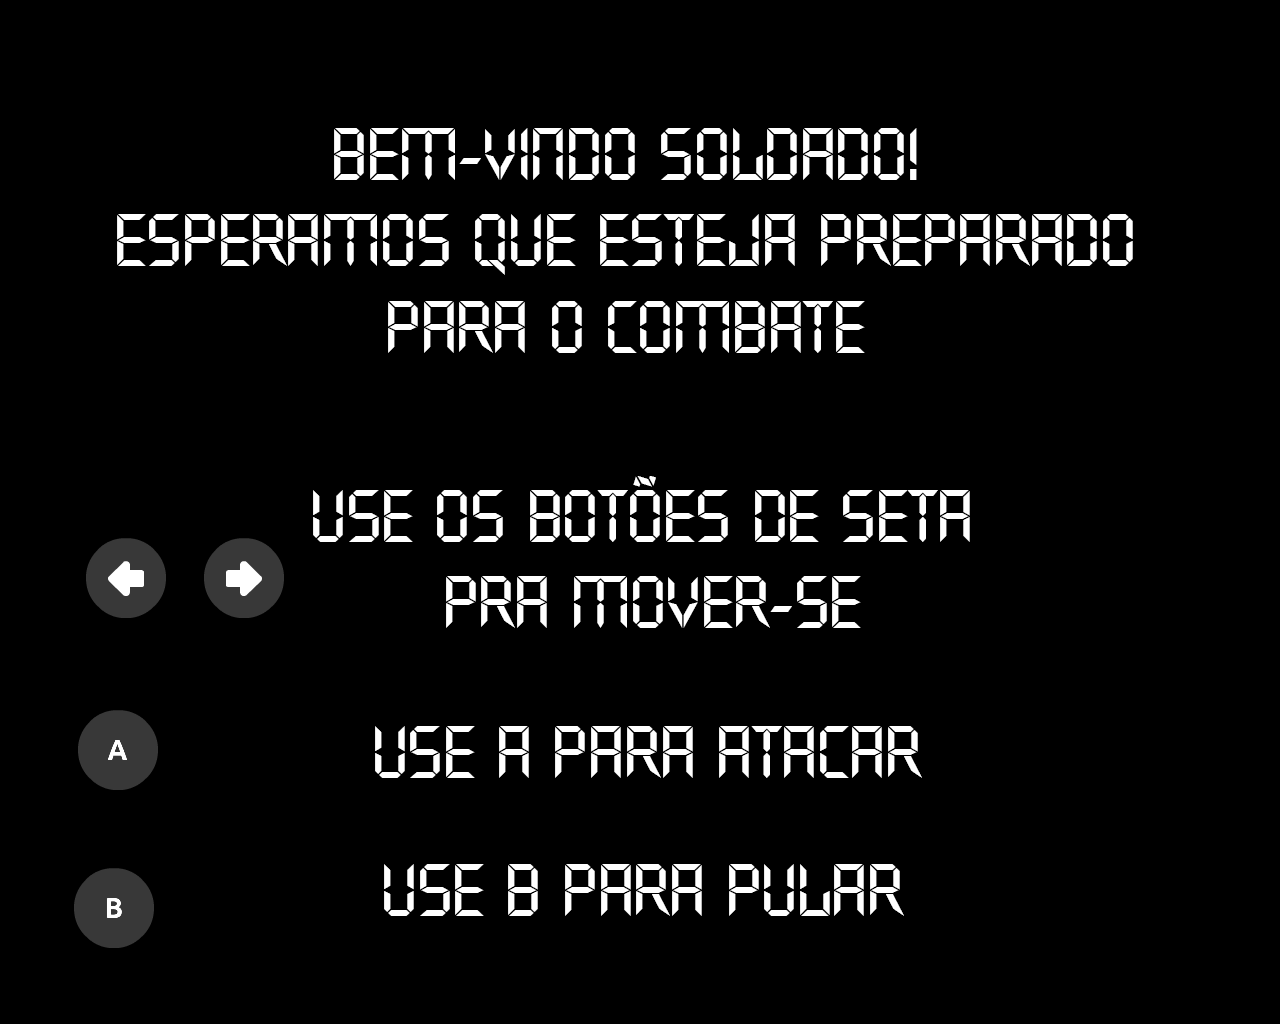 BEM-VINDO SOLDADO!
ESPERAMOS QUE ESTEJA PREPARADO
PARA O COMBATE
USE OS BOTÕES DE SETA
PRA MOVER-SE
A
USE A PARA ATACAR
B
USE B PARA PULAR